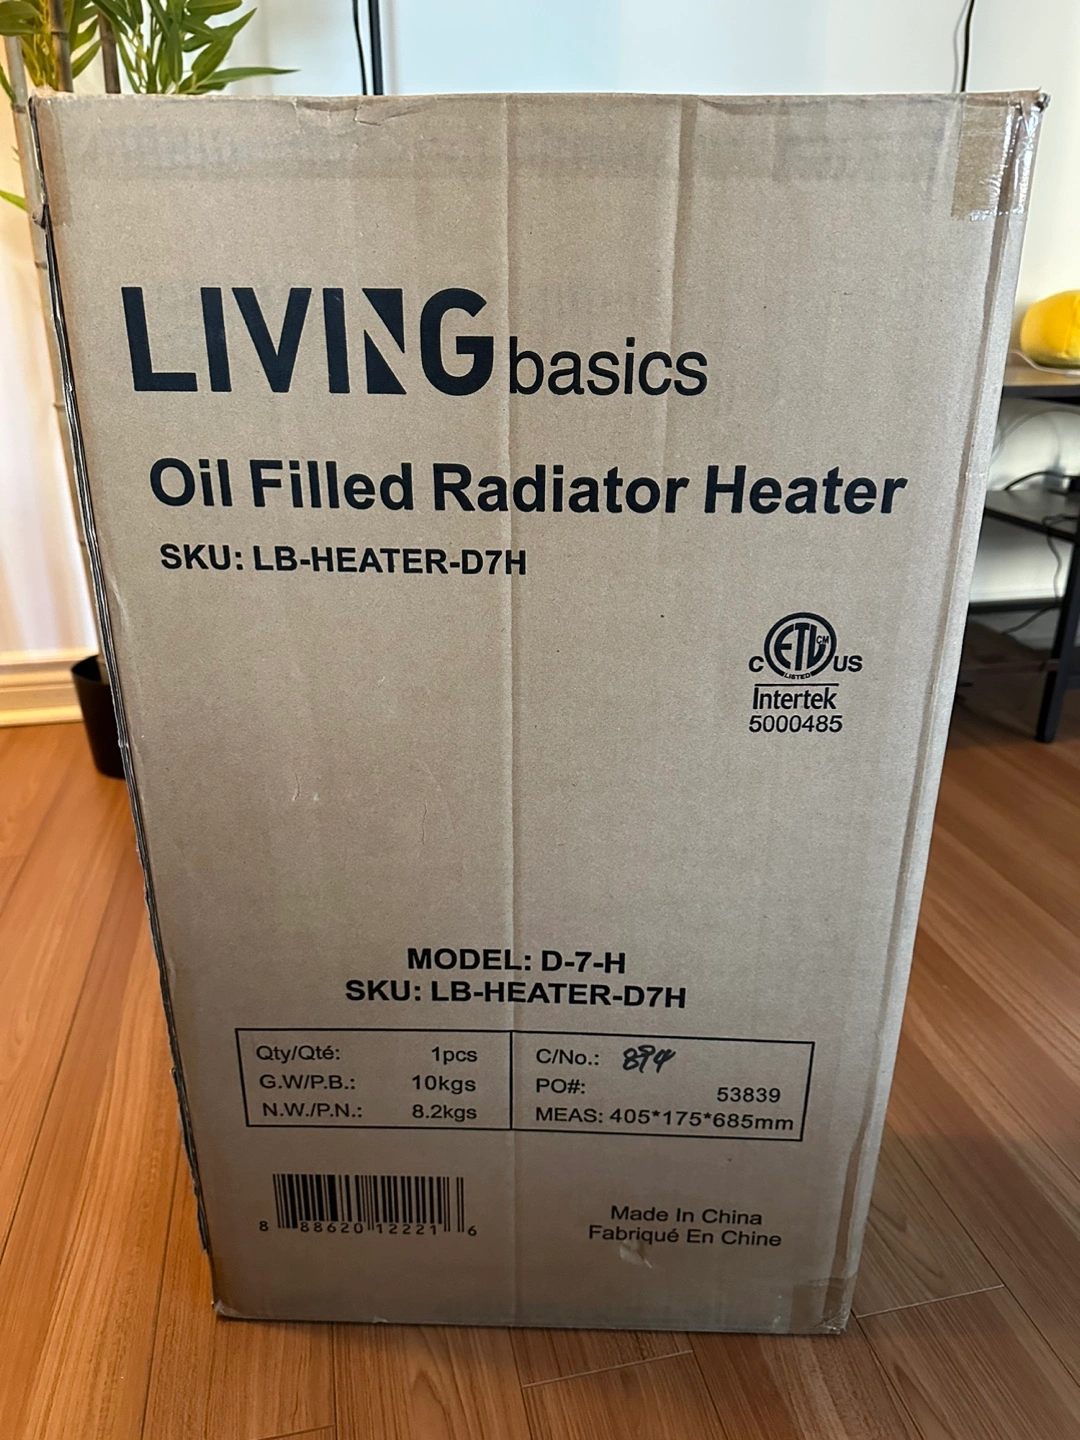 LIVING basics
Oil Filled Radiator Heater
SKU: LB-HEATER-D7H
C ETL CM US
LISTED
Intertek
5000485
MODEL: D-7-H
SKU: LB-HEATER-D7H
Qty/Qté: 1pcs
G.W/P.B.: 10kgs
N.W./P.N.: 8.2kgs
C/No.: 894
PO#: 53839
MEAS: 405*175*685mm
8 88620 12221 6
Made In China
Fabriqué En Chine